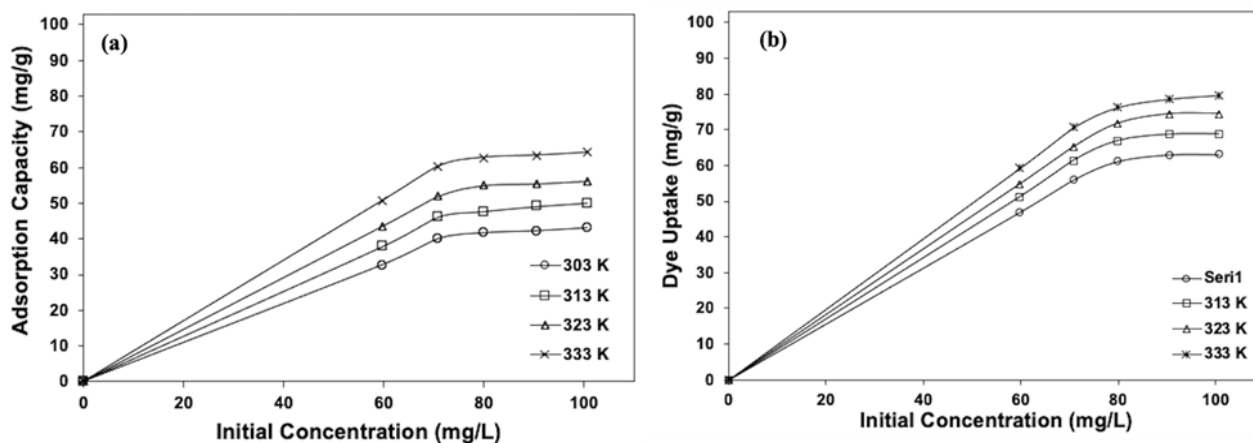 (a)
Adsorption Capacity (mg/g)
100
90
80
70
60
50
40
30
20
10
0
0 20 40 60 80 100
Initial Concentration (mg/L)
303 K
313 K
323 K
333 K
(b)
Dye Uptake (mg/g)
100
90
80
70
60
50
40
30
20
10
0
0 20 40 60 80 100
Initial Concentration (mg/L)
Seri1
313 K
323 K
333 K